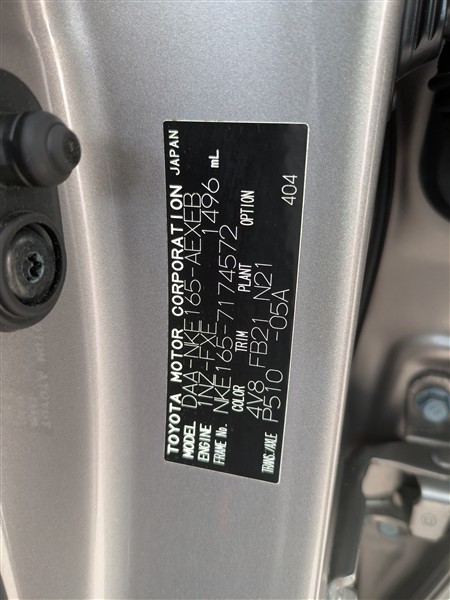 TOYOTA MOTOR CORPORATION JAPAN
MODEL DAA-NKE165-AEXEB
ENGINE 1NZ-FXE 1496 mL
FRAME No. NKE165-7174572
COLOR TRIM PLANT OPTION
4V8 FB21 N21
TRANS./AXLE P510 -05A 404